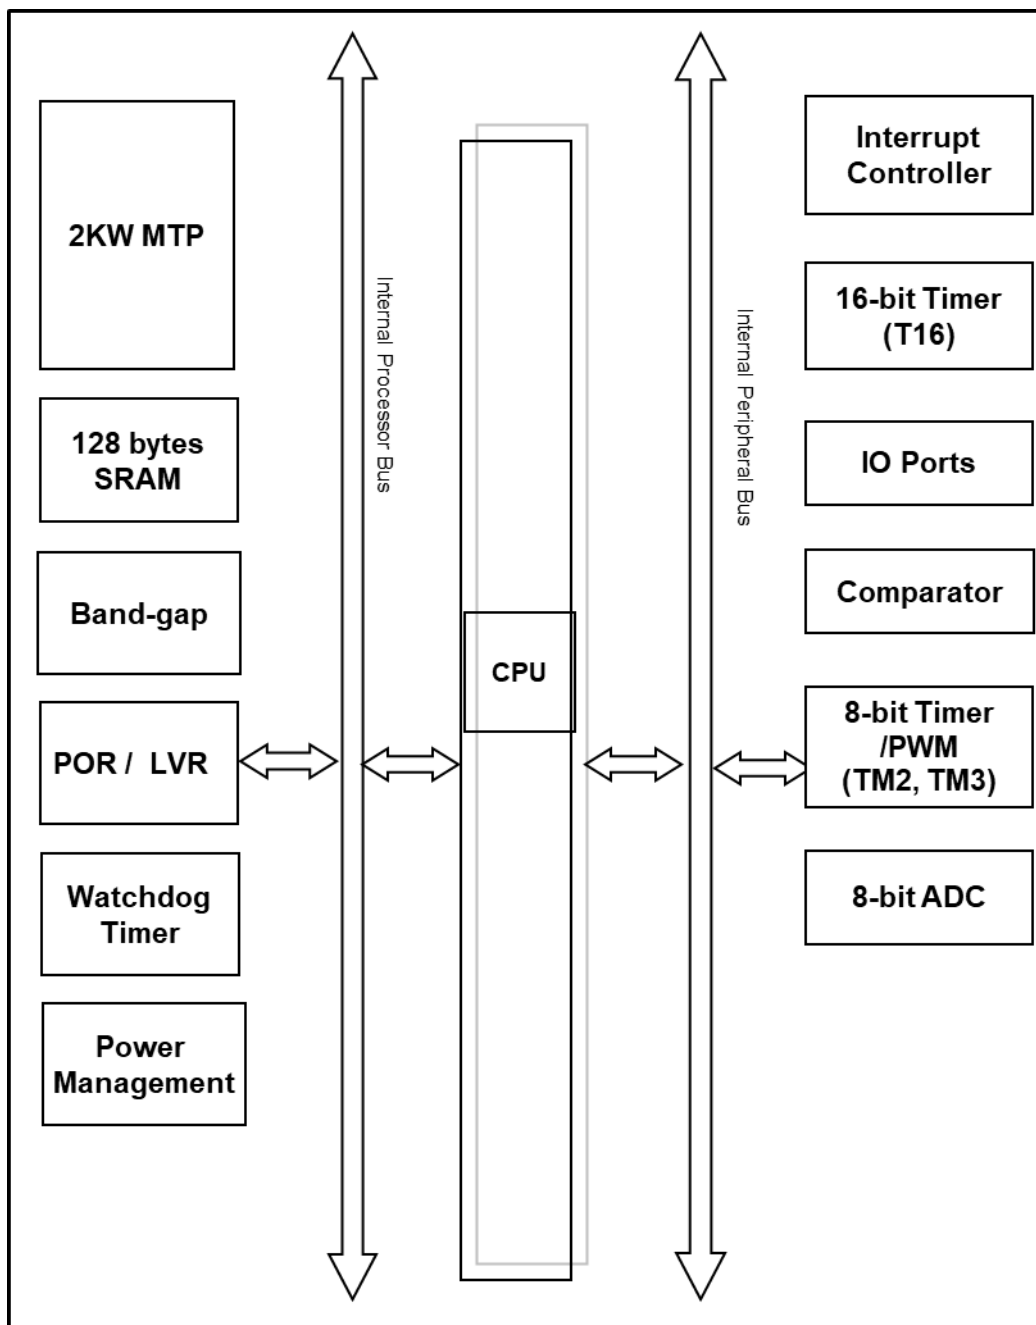 2KW MTP
128 bytes
SRAM
Band-gap
POR / LVR
Watchdog
Timer
Power
Management
Internal Processor Bus
CPU
Internal Peripheral Bus
Interrupt
Controller
16-bit Timer
(T16)
IO Ports
Comparator
8-bit Timer
/PWM
(TM2, TM3)
8-bit ADC